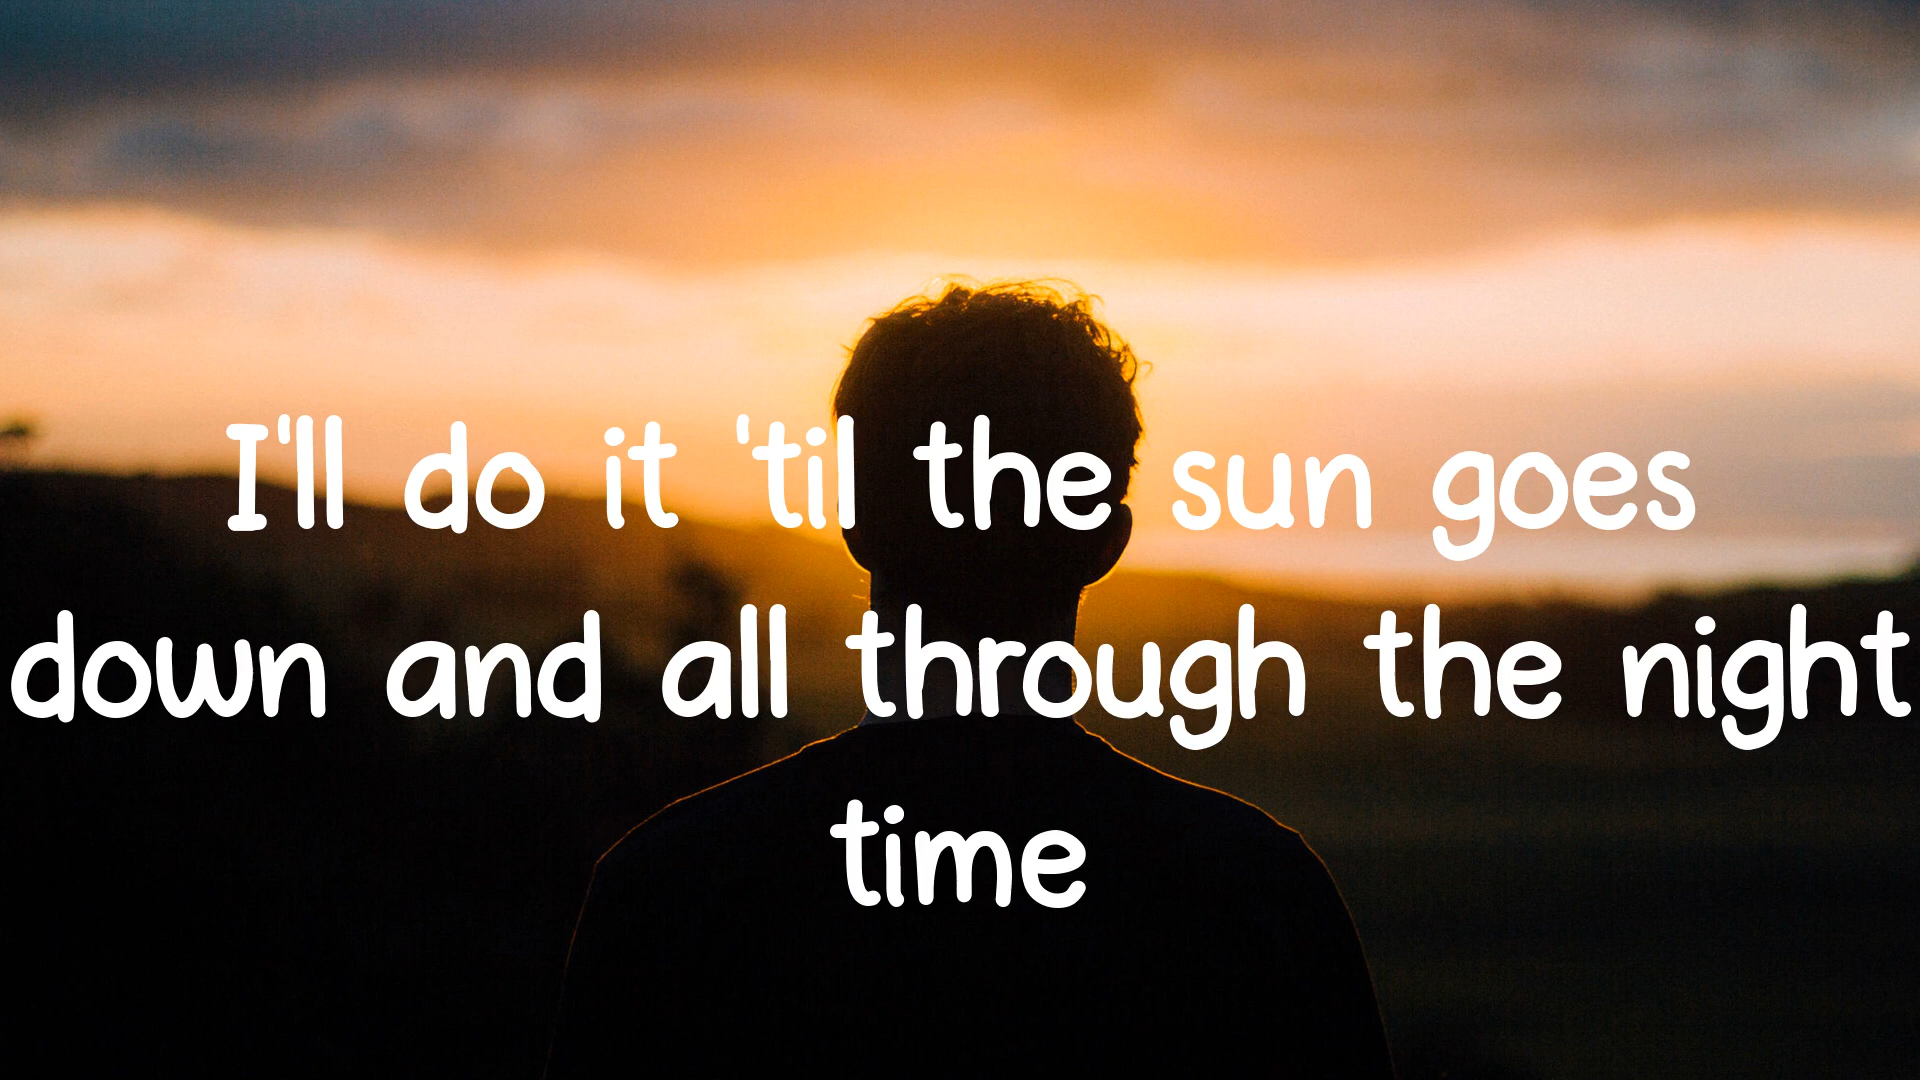 I'll do it 'til the sun goes
down and all through the night
time